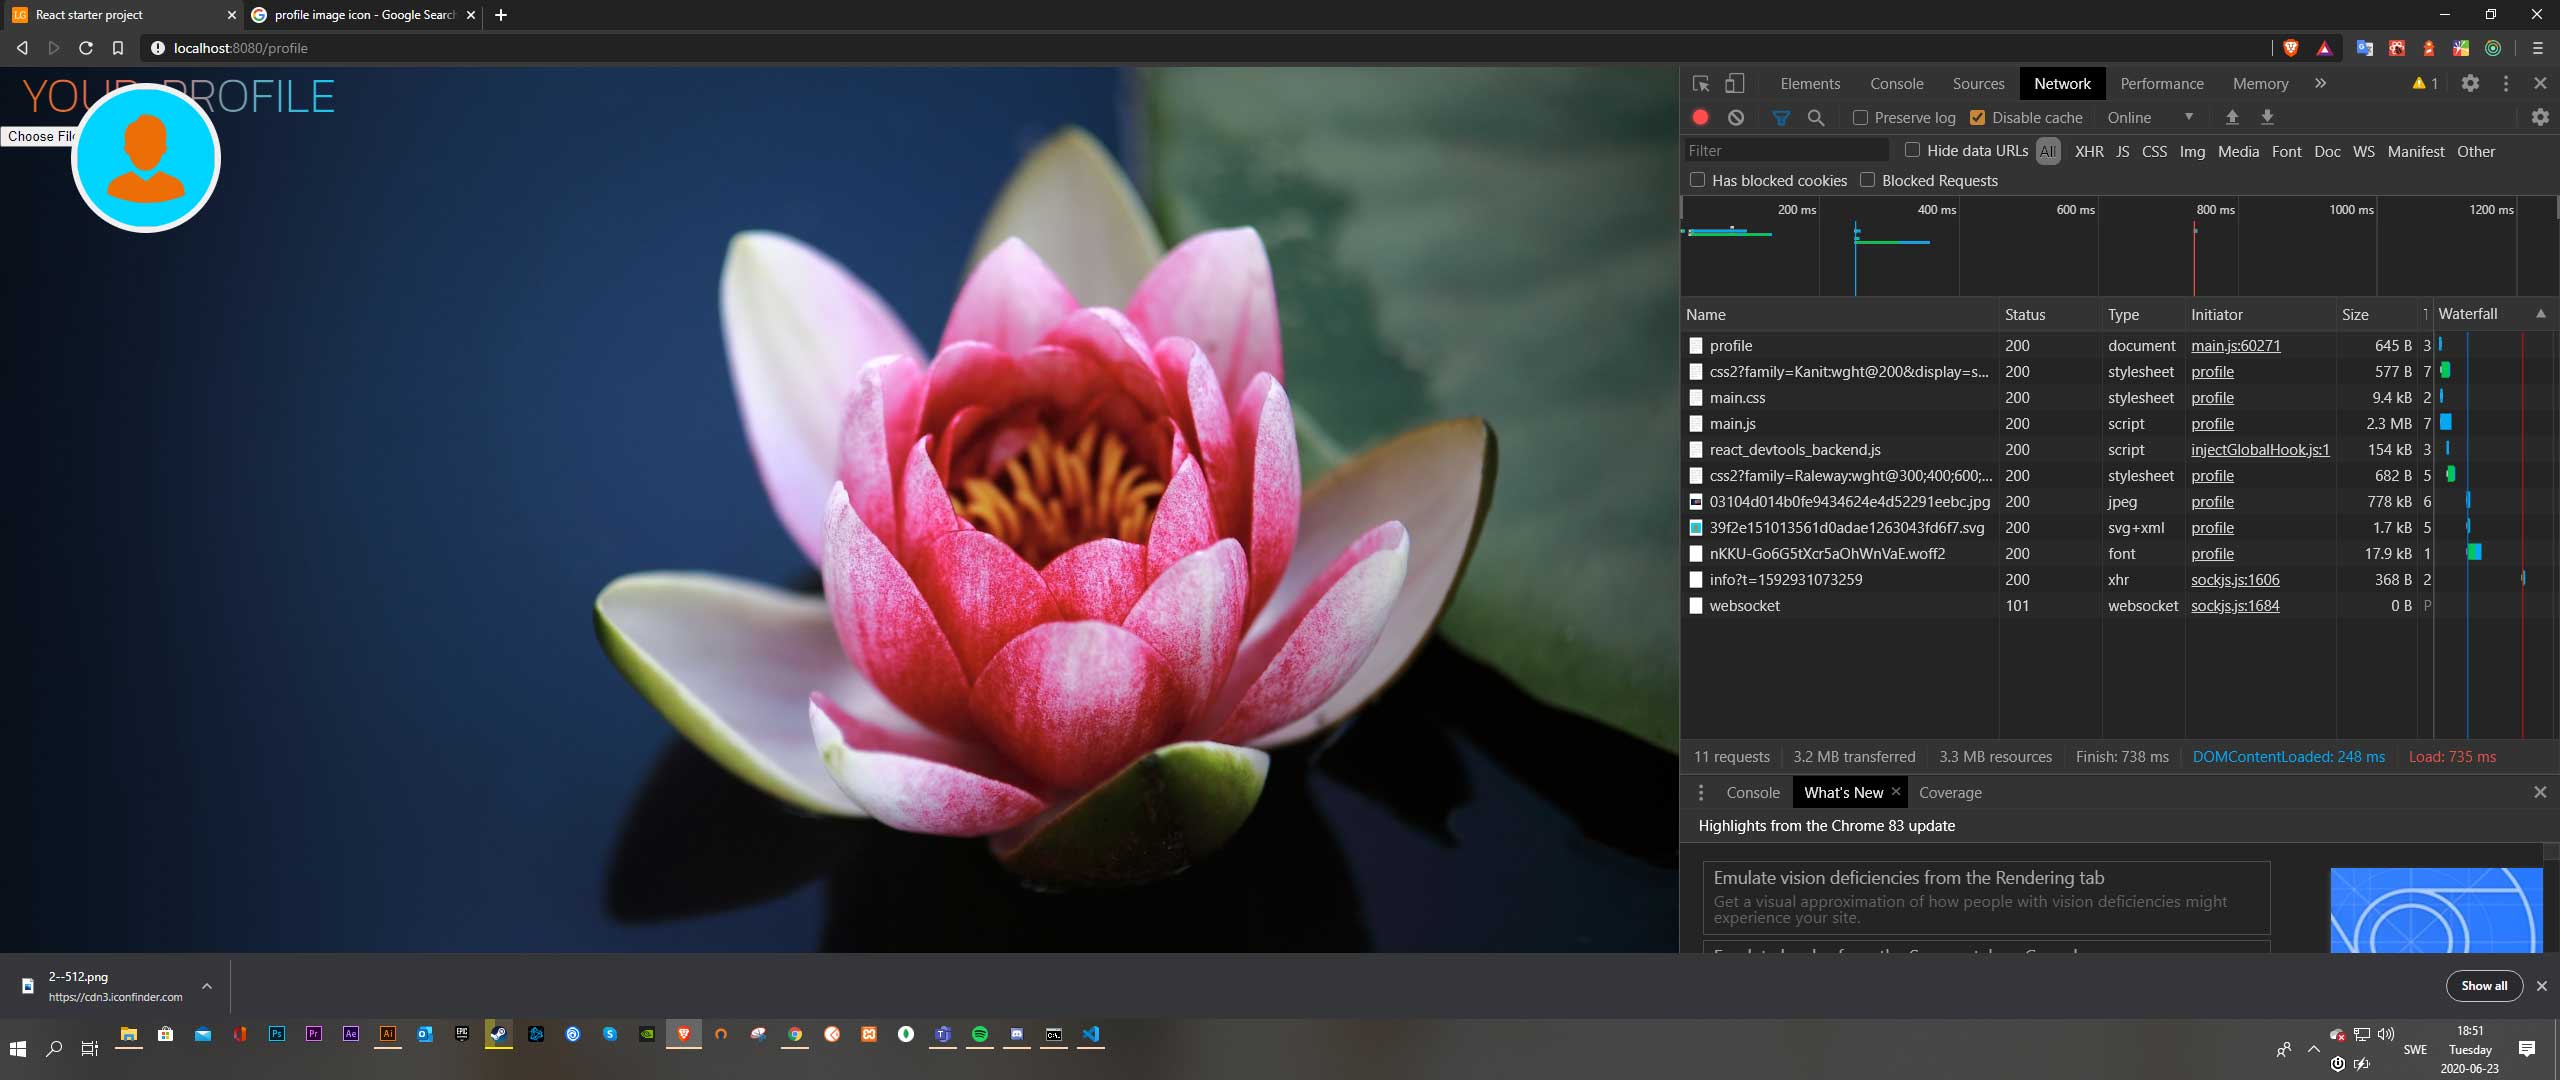 React starter project
profile image icon - Google Search
localhost:8080/profile
YOUR PROFILE
Choose File
Elements Console Sources Network Performance Memory 1
Preserve log Disable cache Online
Filter Hide data URLs All XHR JS CSS Img Media Font Doc WS Manifest Other
Has blocked cookies Blocked Requests
200 ms 400 ms 600 ms 800 ms 1000 ms 1200 ms
Name Status Type Initiator Size T Waterfall
profile 200 document main.js:60271 645 B 3
css2?family=Kanit:wght@200&display=s... 200 stylesheet profile 577 B 7
main.css 200 stylesheet profile 9.4 kB 2
main.js 200 script profile 2.3 MB 7
react_devtools_backend.js 200 script injectGlobalHook.js:1 154 kB 3
css2?family=Raleway:wght@300;400;600;... 200 stylesheet profile 682 B 5
03104d014b0fe9434624e4d52291eebc.jpg 200 jpeg profile 778 kB 6
39f2e151013561d0adae1263043fd6f7.svg 200 svg+xml profile 1.7 kB 5
nKKU-Go6G5tXcr5aOhWnVaE.woff2 200 font profile 17.9 kB 1
info?t=1592931073259 200 xhr sockjs.js:1606 368 B 2
websocket 101 websocket sockjs.js:1684 0 B P
11 requests 3.2 MB transferred 3.3 MB resources Finish: 738 ms DOMContentLoaded: 248 ms Load: 735 ms
Console What's New Coverage
Highlights from the Chrome 83 update
Emulate vision deficiencies from the Rendering tab
Get a visual approximation of how people with vision deficiencies might
experience your site.
2--512.png
https://cdn3.iconfinder.com
Show all
SWE
18:51
Tuesday
2020-06-23